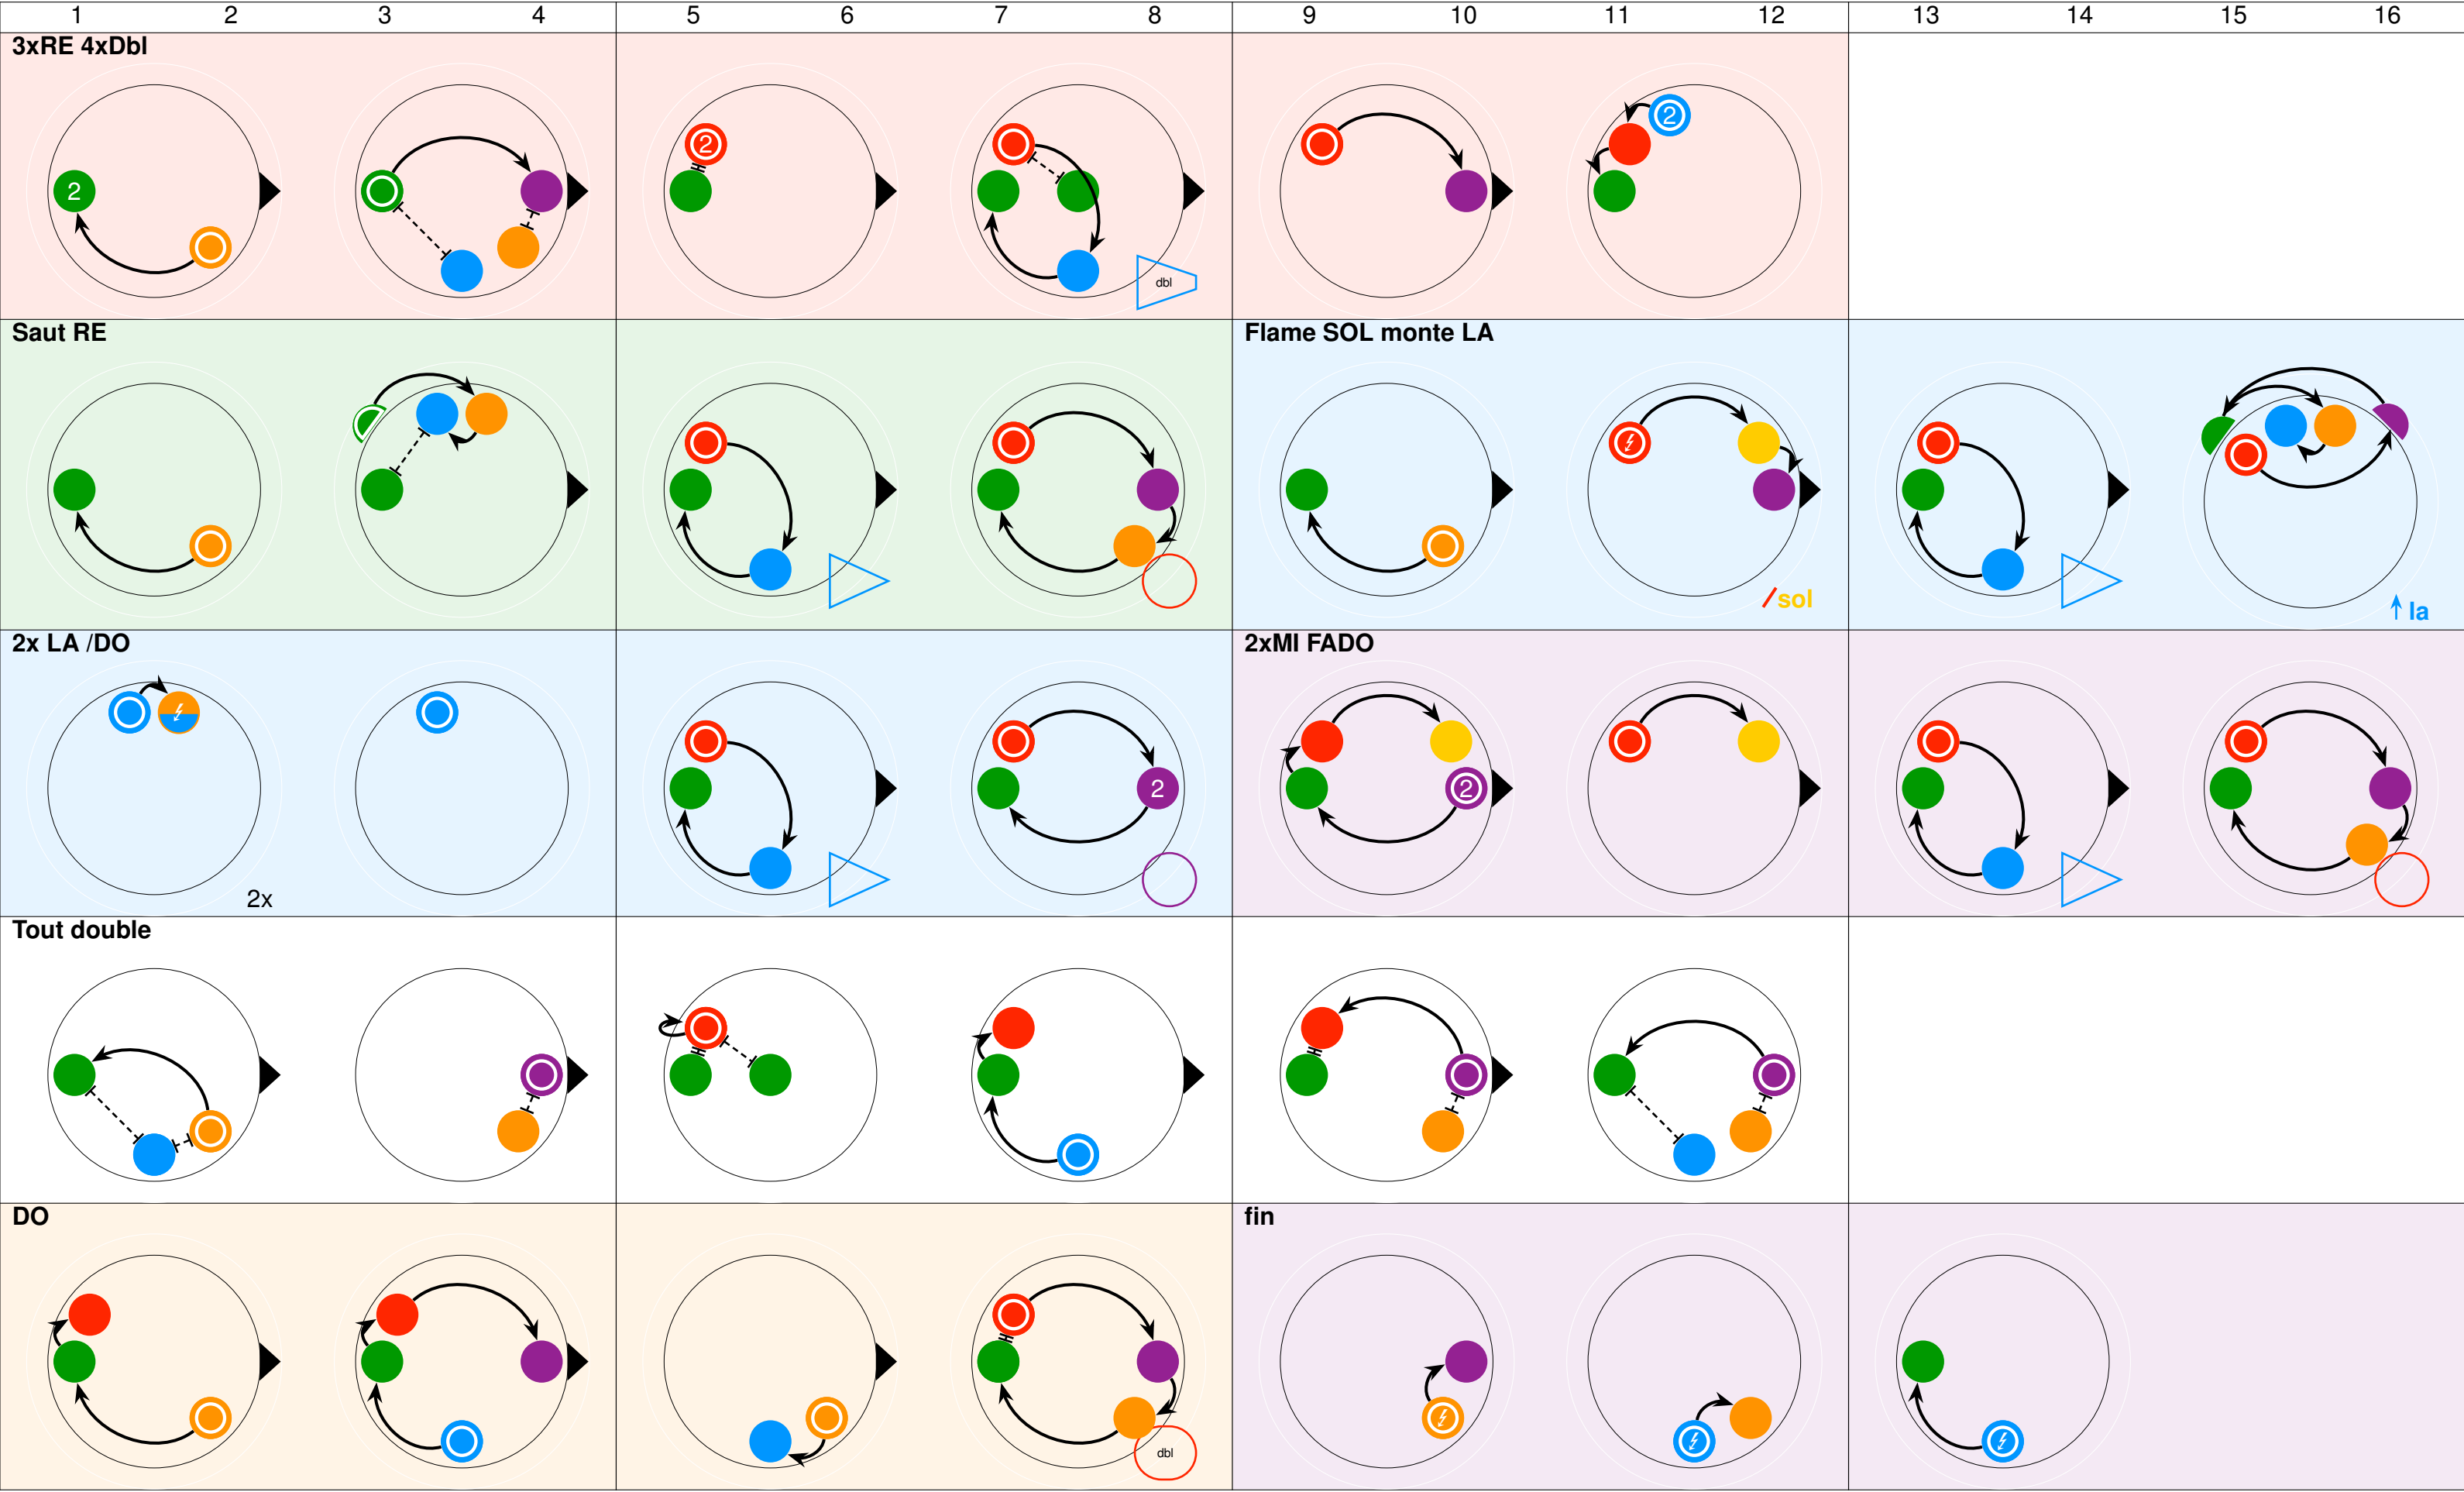 1 2 3 4 5 6 7 8 9 10 11 12 13 14 15 16
3xRE 4xDbl
2
2
dbl
2
Saut RE
Flame SOL monte LA
/sol
↑ la
2x LA /DO
2x
2
2xMI FADO
2
Tout double
DO
dbl
fin